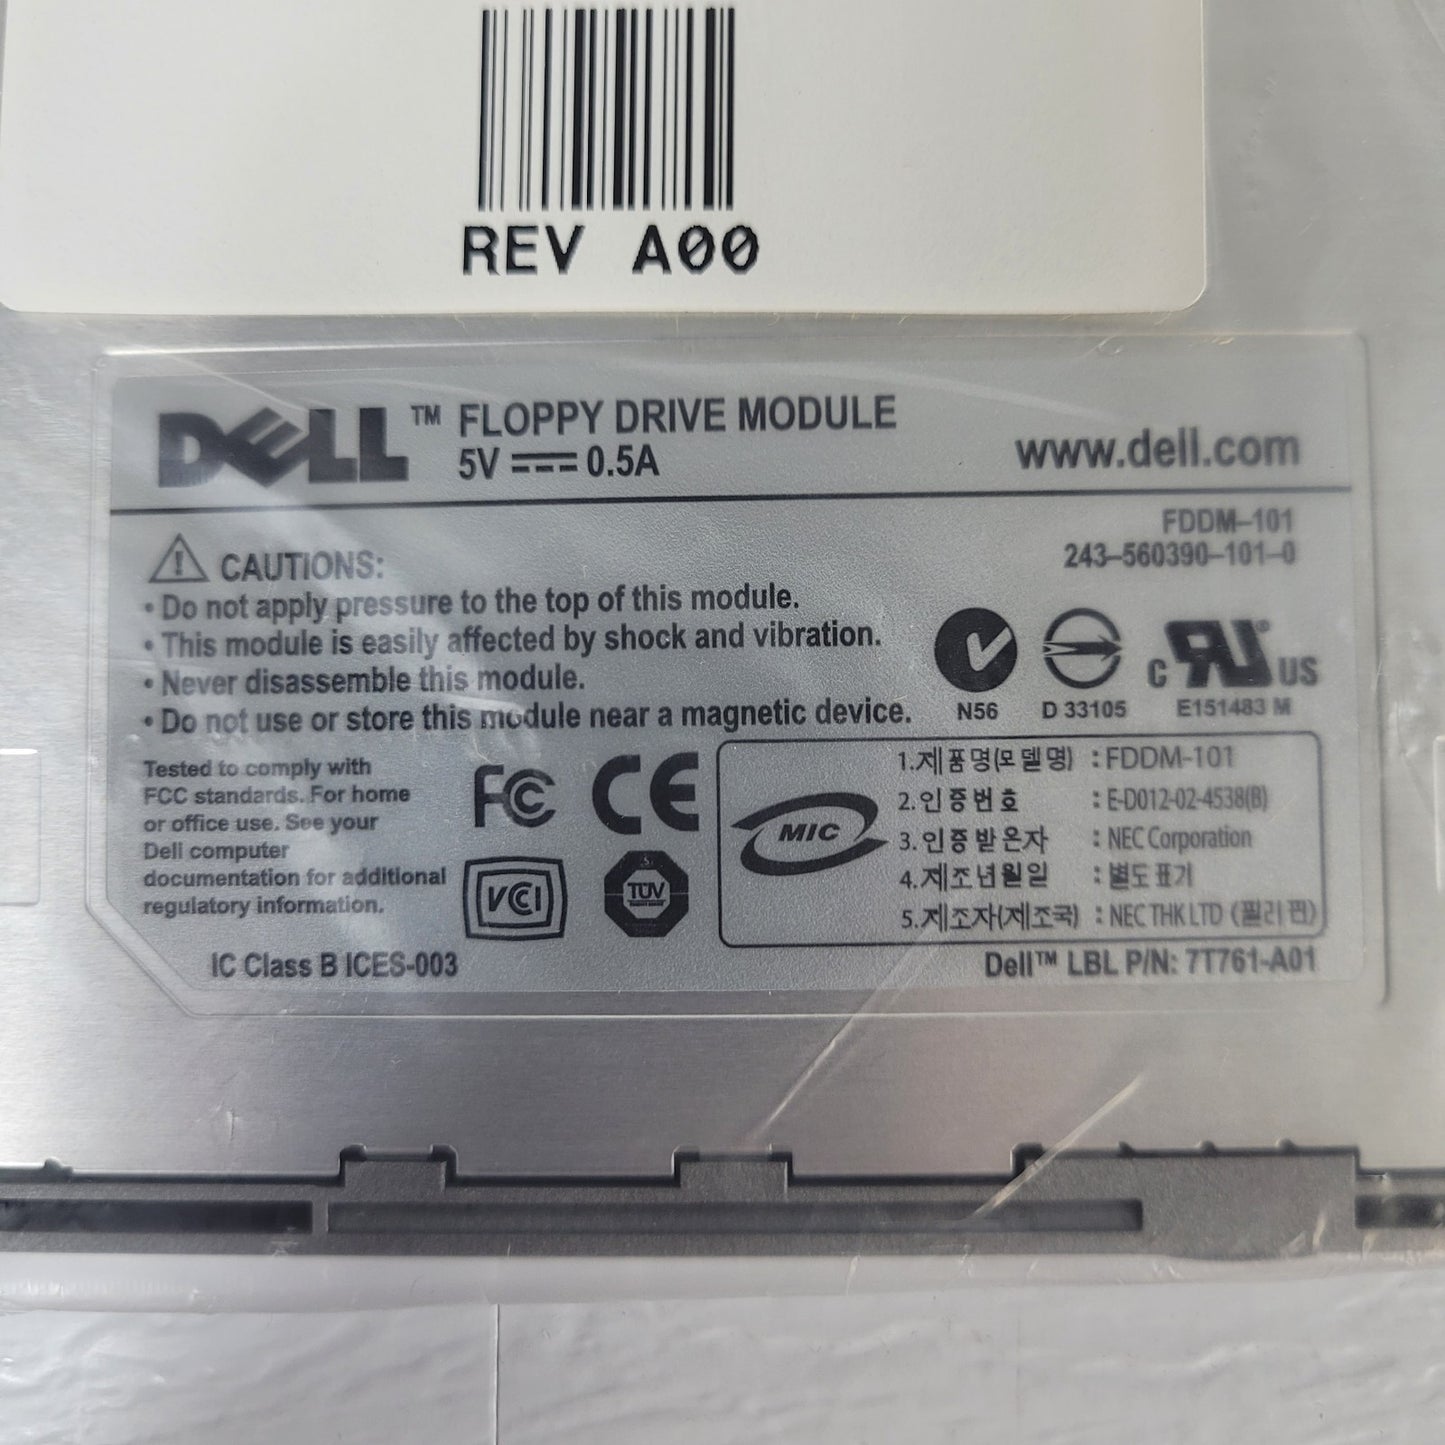 REV A00
DELL™ FLOPPY DRIVE MODULE
5V 0.5A
www.dell.com
FDDM-101
243-560390-101-0
CAUTIONS:
• Do not apply pressure to the top of this module.
• This module is easily affected by shock and vibration.
• Never disassemble this module.
• Do not use or store this module near a magnetic device.
N56
D 33105
C RU® US
E151483 M
Tested to comply with
FCC standards. For home
or office use. See your
Dell computer
documentation for additional
regulatory information.
FC CE
VCI
TÜV
MIC
1.제품명(모델명) : FDDM-101
2.인증번호 : E-D012-02-4538(B)
3.인증받은자 : NEC Corporation
4.제조년월일 : 별도표기
5.제조자(제조국) : NEC THK LTD (필리핀)
IC Class B ICES-003
Dell™ LBL P/N: 7T761-A01